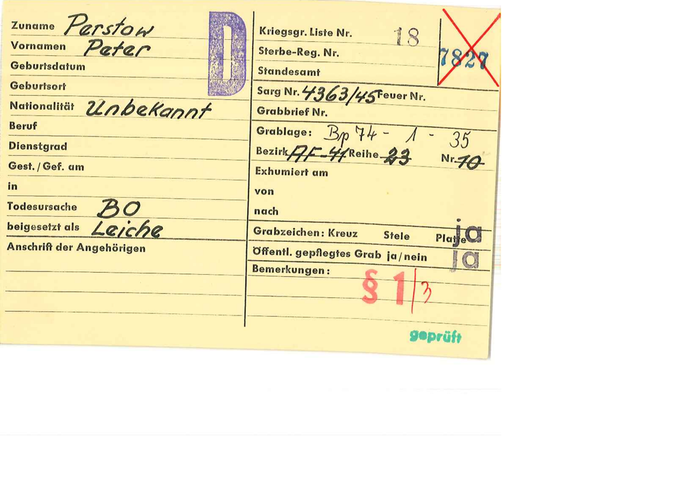 Zuname Perstow
Vornamen Peter
Geburtsdatum
Geburtsort
Nationalität Unbekannt
Beruf
Dienstgrad
Gest./Gef. am
in
Todesursache BO
beigesetzt als Leiche
Anschrift der Angehörigen
D
Kriegsgr. Liste Nr. 18
7827
Sterbe-Reg. Nr.
Standesamt
Sarg Nr. 4363/45 Feuer Nr.
Grabbrief Nr.
Grablage: Bp 74 - 1 - 35
Bezirk AF-41 Reihe 23 Nr. 10
Exhumiert am
von
nach
Grabzeichen: Kreuz Stele Platte ja
Öffentl. gepflegtes Grab ja/nein ja
Bemerkungen:
§ 1/3
geprüft